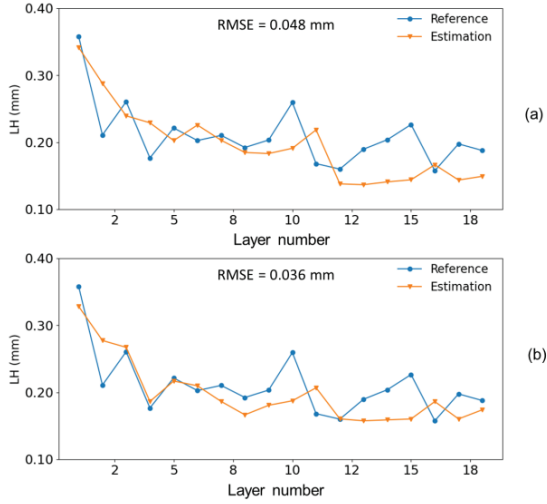 0.40
RMSE = 0.048 mm
Reference
Estimation
0.30
LH (mm)
0.20
0.10
2 5 8 10 12 15 18
Layer number
(a)
0.40
RMSE = 0.036 mm
Reference
Estimation
0.30
LH (mm)
0.20
0.10
2 5 8 10 12 15 18
Layer number
(b)